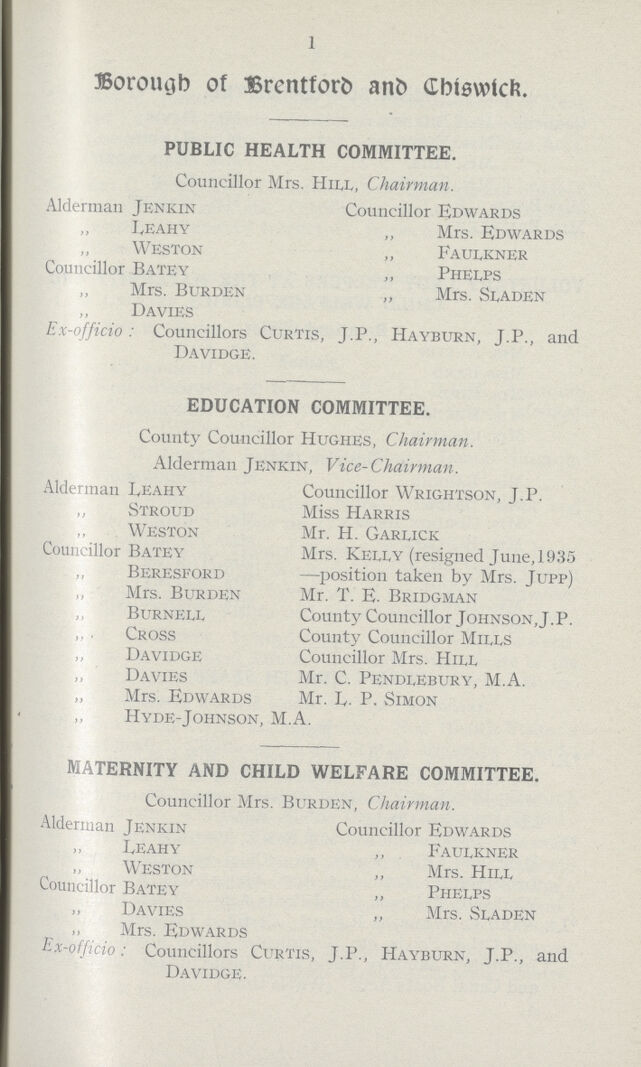 1
Borough of Brentford and Chiswick.
PUBLIC HEALTH COMMITTEE.
Councillor Mrs. HILL, Chairman.
Alderman JENKIN
„ LEAHY
„ WESTON
Councillor BATEY
„ Mrs. BURDEN
„ DAVIES
Councillor EDWARDS
„ Mrs. EDWARDS
„ FAULKNER
„ PHELPS
„ Mrs. SLADEN
Ex-officio : Councillors CURTIS, J.P., HAYBURN, J.P., and
DAVIDGE.
EDUCATION COMMITTEE.
County Councillor HUGHES, Chairman.
Alderman JENKIN, Vice-Chairman.
Alderman LEAHY
„ STROUD
„ WESTON
Councillor BATEY
„ BERESFORD
„ Mrs. BURDEN
„ BURNELL
„ CROSS
„ DAVIDGE
„ DAVIES
„ Mrs. EDWARDS
„ HYDE-JOHNSON, M.A.
Councillor WRIGHTSON, J.P.
Miss HARRIS
Mr. H. GARLICK
Mrs. KELLY (resigned June,1935
—position taken by Mrs. JUPP)
Mr. T. E. BRIDGMAN
County Councillor JOHNSON,J.P.
County Councillor MILLS
Councillor Mrs. HILL
Mr. C. PENDLEBURY, M.A.
Mr. L. P. SIMON
MATERNITY AND CHILD WELFARE COMMITTEE.
Councillor Mrs. BURDEN, Chairman.
Alderman JENKIN
„ LEAHY
„ WESTON
Councillor BATEY
„ DAVIES
„ Mrs. EDWARDS
Councillor EDWARDS
„ FAULKNER
„ Mrs. HILL
„ PHELPS
„ Mrs. SLADEN
Ex-officio : Councillors CURTIS, J.P., HAYBURN, J.P., and
DAVIDGE.